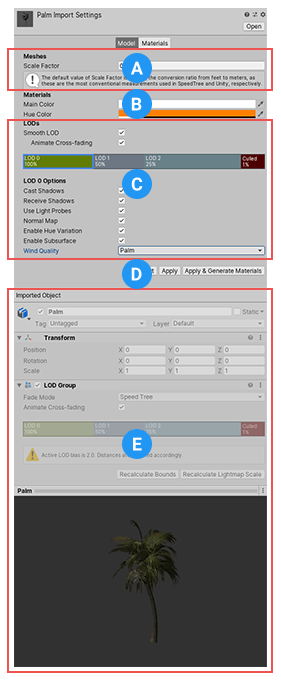 Palm Import Settings
Open
Model Materials
Meshes
Scale Factor
A
The default value of Scale Factor is the conversion ratio from feet to meters, as
these are the most conventional measurements used in SpeedTree and Unity, respectively.
Materials
B
Main Color
Hue Color
LODs
Smooth LOD
Animate Cross-fading
LOD 0 LOD 1 LOD 2 Culled
100% 50% 25% 1%
C
LOD 0 Options
Cast Shadows
Receive Shadows
Use Light Probes
Normal Map
Enable Hue Variation
Enable Subsurface
Wind Quality Palm
D
Apply Apply & Generate Materials
Imported Object
Palm Static
Tag Untagged Layer Default
Transform
Position X 0 Y 0 Z 0
Rotation X 0 Y 0 Z 0
Scale X 1 Y 1 Z 1
LOD Group
Fade Mode Speed Tree
Animate Cross-fading
LOD 0 LOD 1 LOD 2 Culled
100% 50% 25% 1%
E
Active LOD bias is 2.0. Distances are accordingly.
Recalculate Bounds Recalculate Lightmap Scale
Palm